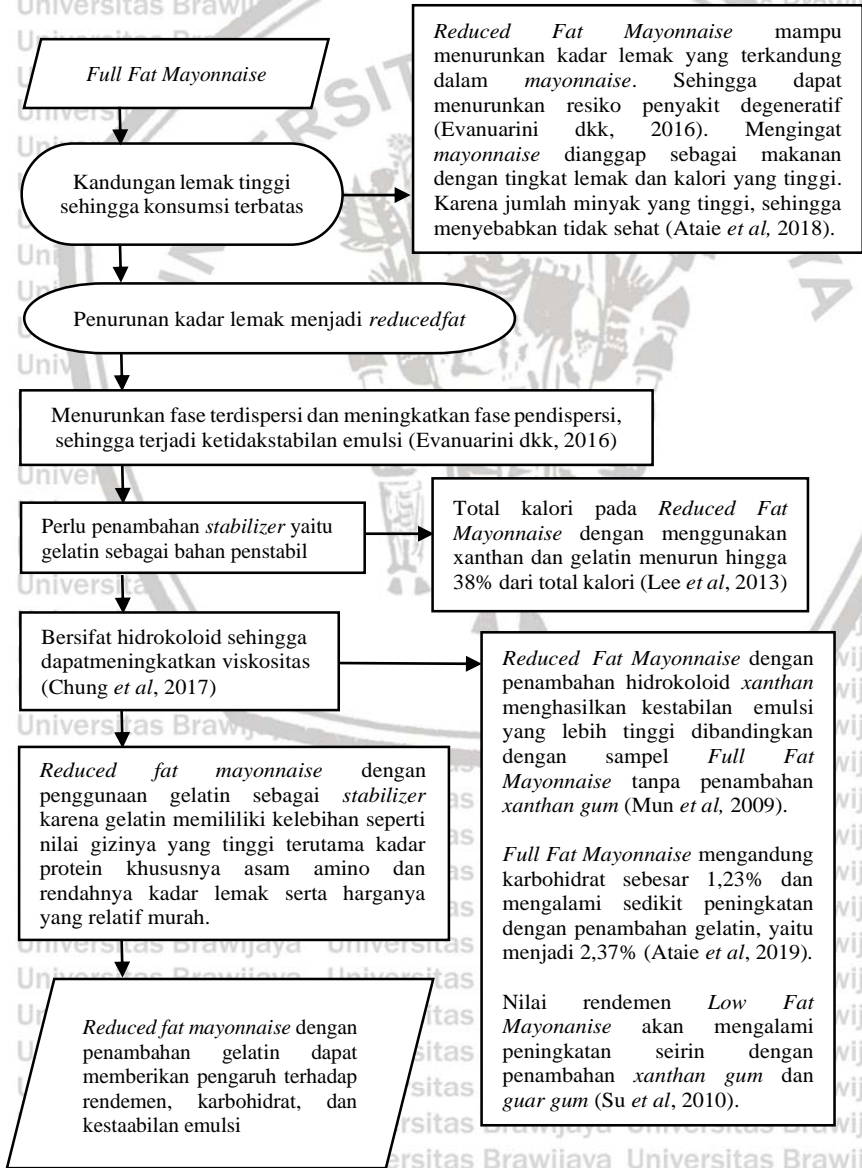 Full Fat Mayonnaise
Reduced Fat Mayonnaise mampu
menurunkan kadar lemak yang terkandung
dalam mayonnaise. Sehingga dapat
menurunkan resiko penyakit degeneratif
(Evanuarini dkk, 2016). Mengingat
mayonnaise dianggap sebagai makanan
dengan tingkat lemak dan kalori yang tinggi.
Karena jumlah minyak yang tinggi, sehingga
menyebabkan tidak sehat (Ataie et al, 2018).
Kandungan lemak tinggi
sehingga konsumsi terbatas
Penurunan kadar lemak menjadi reducedfat
Menurunkan fase terdispersi dan meningkatkan fase pendispersi,
sehingga terjadi ketidakstabilan emulsi (Evanuarini dkk, 2016)
Perlu penambahan stabilizer yaitu
gelatin sebagai bahan penstabil
Total kalori pada Reduced Fat
Mayonnaise dengan menggunakan
xanthan dan gelatin menurun hingga
38% dari total kalori (Lee et al, 2013)
Bersifat hidrokoloid sehingga
dapatmeningkatkan viskositas
(Chung et al, 2017)
Reduced Fat Mayonnaise dengan
penambahan hidrokoloid xanthan
menghasilkan kestabilan emulsi
yang lebih tinggi dibandingkan
dengan sampel Full Fat
Mayonnaise tanpa penambahan
xanthan gum (Mun et al, 2009).
Full Fat Mayonnaise mengandung
karbohidrat sebesar 1,23% dan
mengalami sedikit peningkatan
dengan penambahan gelatin, yaitu
menjadi 2,37% (Ataie et al, 2019).
Nilai rendemen Low Fat
Mayonanise akan mengalami
peningkatan seirin dengan
penambahan xanthan gum dan
guar gum (Su et al, 2010).
Reduced fat mayonnaise dengan
penggunaan gelatin sebagai stabilizer
karena gelatin memililiki kelebihan seperti
nilai gizinya yang tinggi terutama kadar
protein khususnya asam amino dan
rendahnya kadar lemak serta harganya
yang relatif murah.
Reduced fat mayonnaise dengan
penambahan gelatin dapat
memberikan pengaruh terhadap
rendemen, karbohidrat, dan
kestaabilan emulsi
Universitas Brawijaya Universitas
Universitas Brawijaya Universitas Brawij